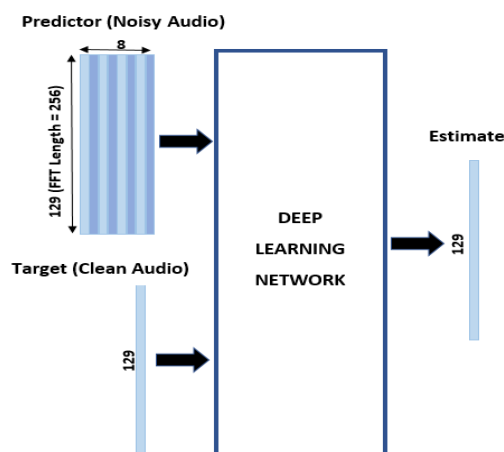 Predictor (Noisy Audio)
8
129 (FFT Length = 256)
Estimate
129
DEEP
LEARNING
NETWORK
Target (Clean Audio)
129